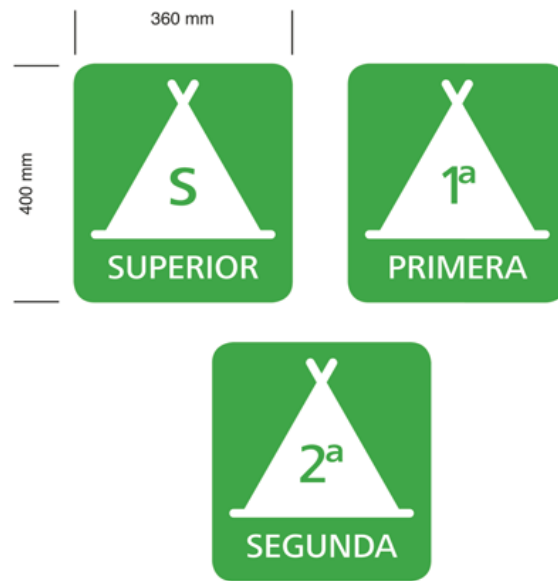 360 mm
400 mm
S
SUPERIOR
1ª
PRIMERA
2ª
SEGUNDA